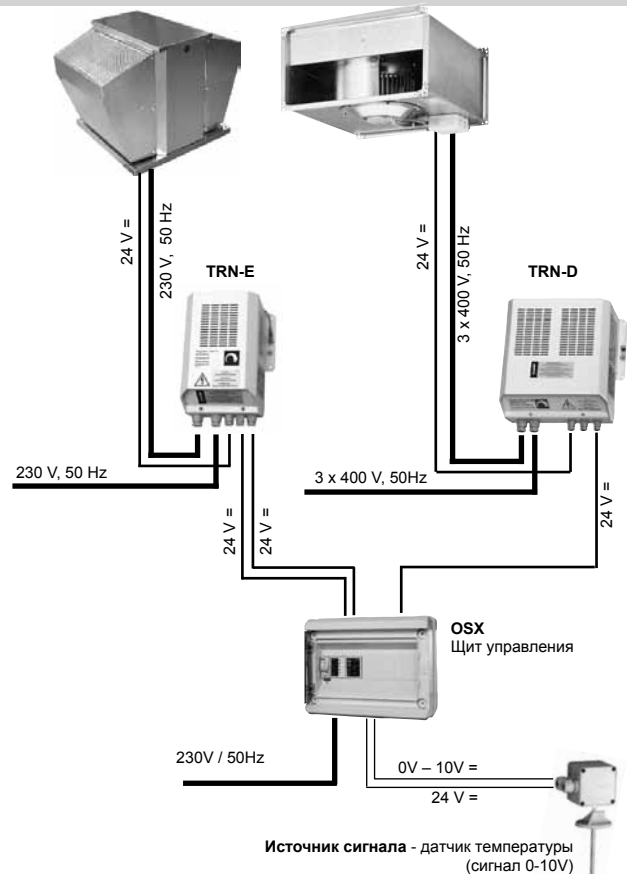 24 V =
230 V, 50 Hz
24 V =
3 x 400 V, 50 Hz
TRN-E
TRN-D
230 V, 50 Hz
3 x 400 V, 50Hz
24 V =
24 V =
24 V =
OSX
Щит управления
230V / 50Hz
0V – 10V =
24 V =
Источник сигнала - датчик температуры
(сигнал 0-10V)